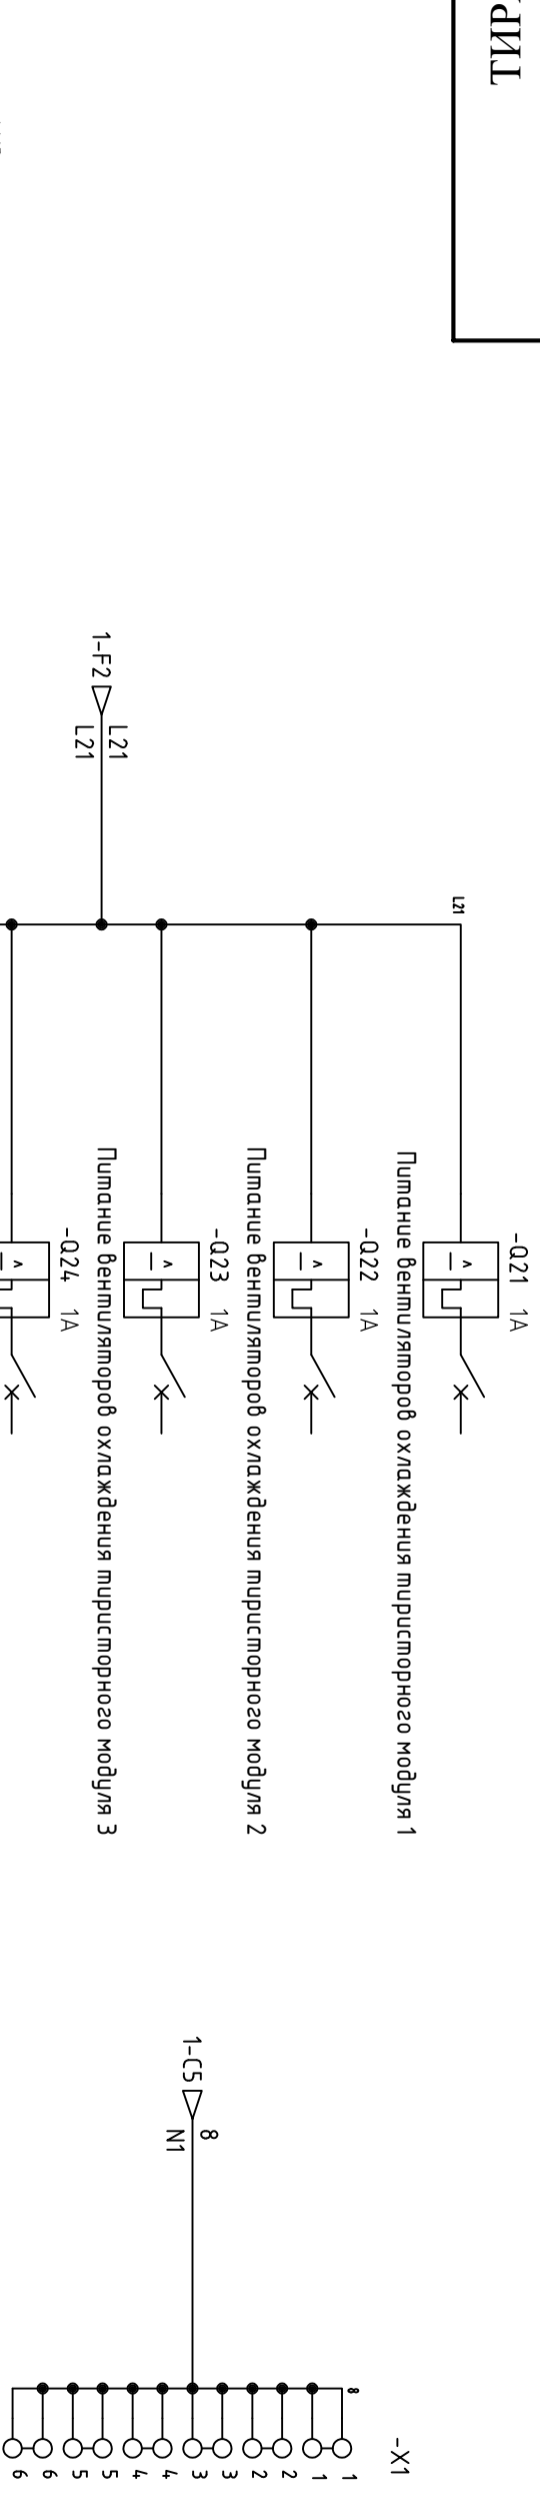 ТИР
-Q21 1A
Питание вентиляторов охлаждения тиристорного модуля 1
L21
-Q22 1A
Питание вентиляторов охлаждения тиристорного модуля 2
-Q23 1A
Питание вентиляторов охлаждения тиристорного модуля 3
-Q24 1A
1-F2
L21
L21
1-C5
8
N1
-X1
8
1
1
2
2
3
3
4
4
5
5
6
6